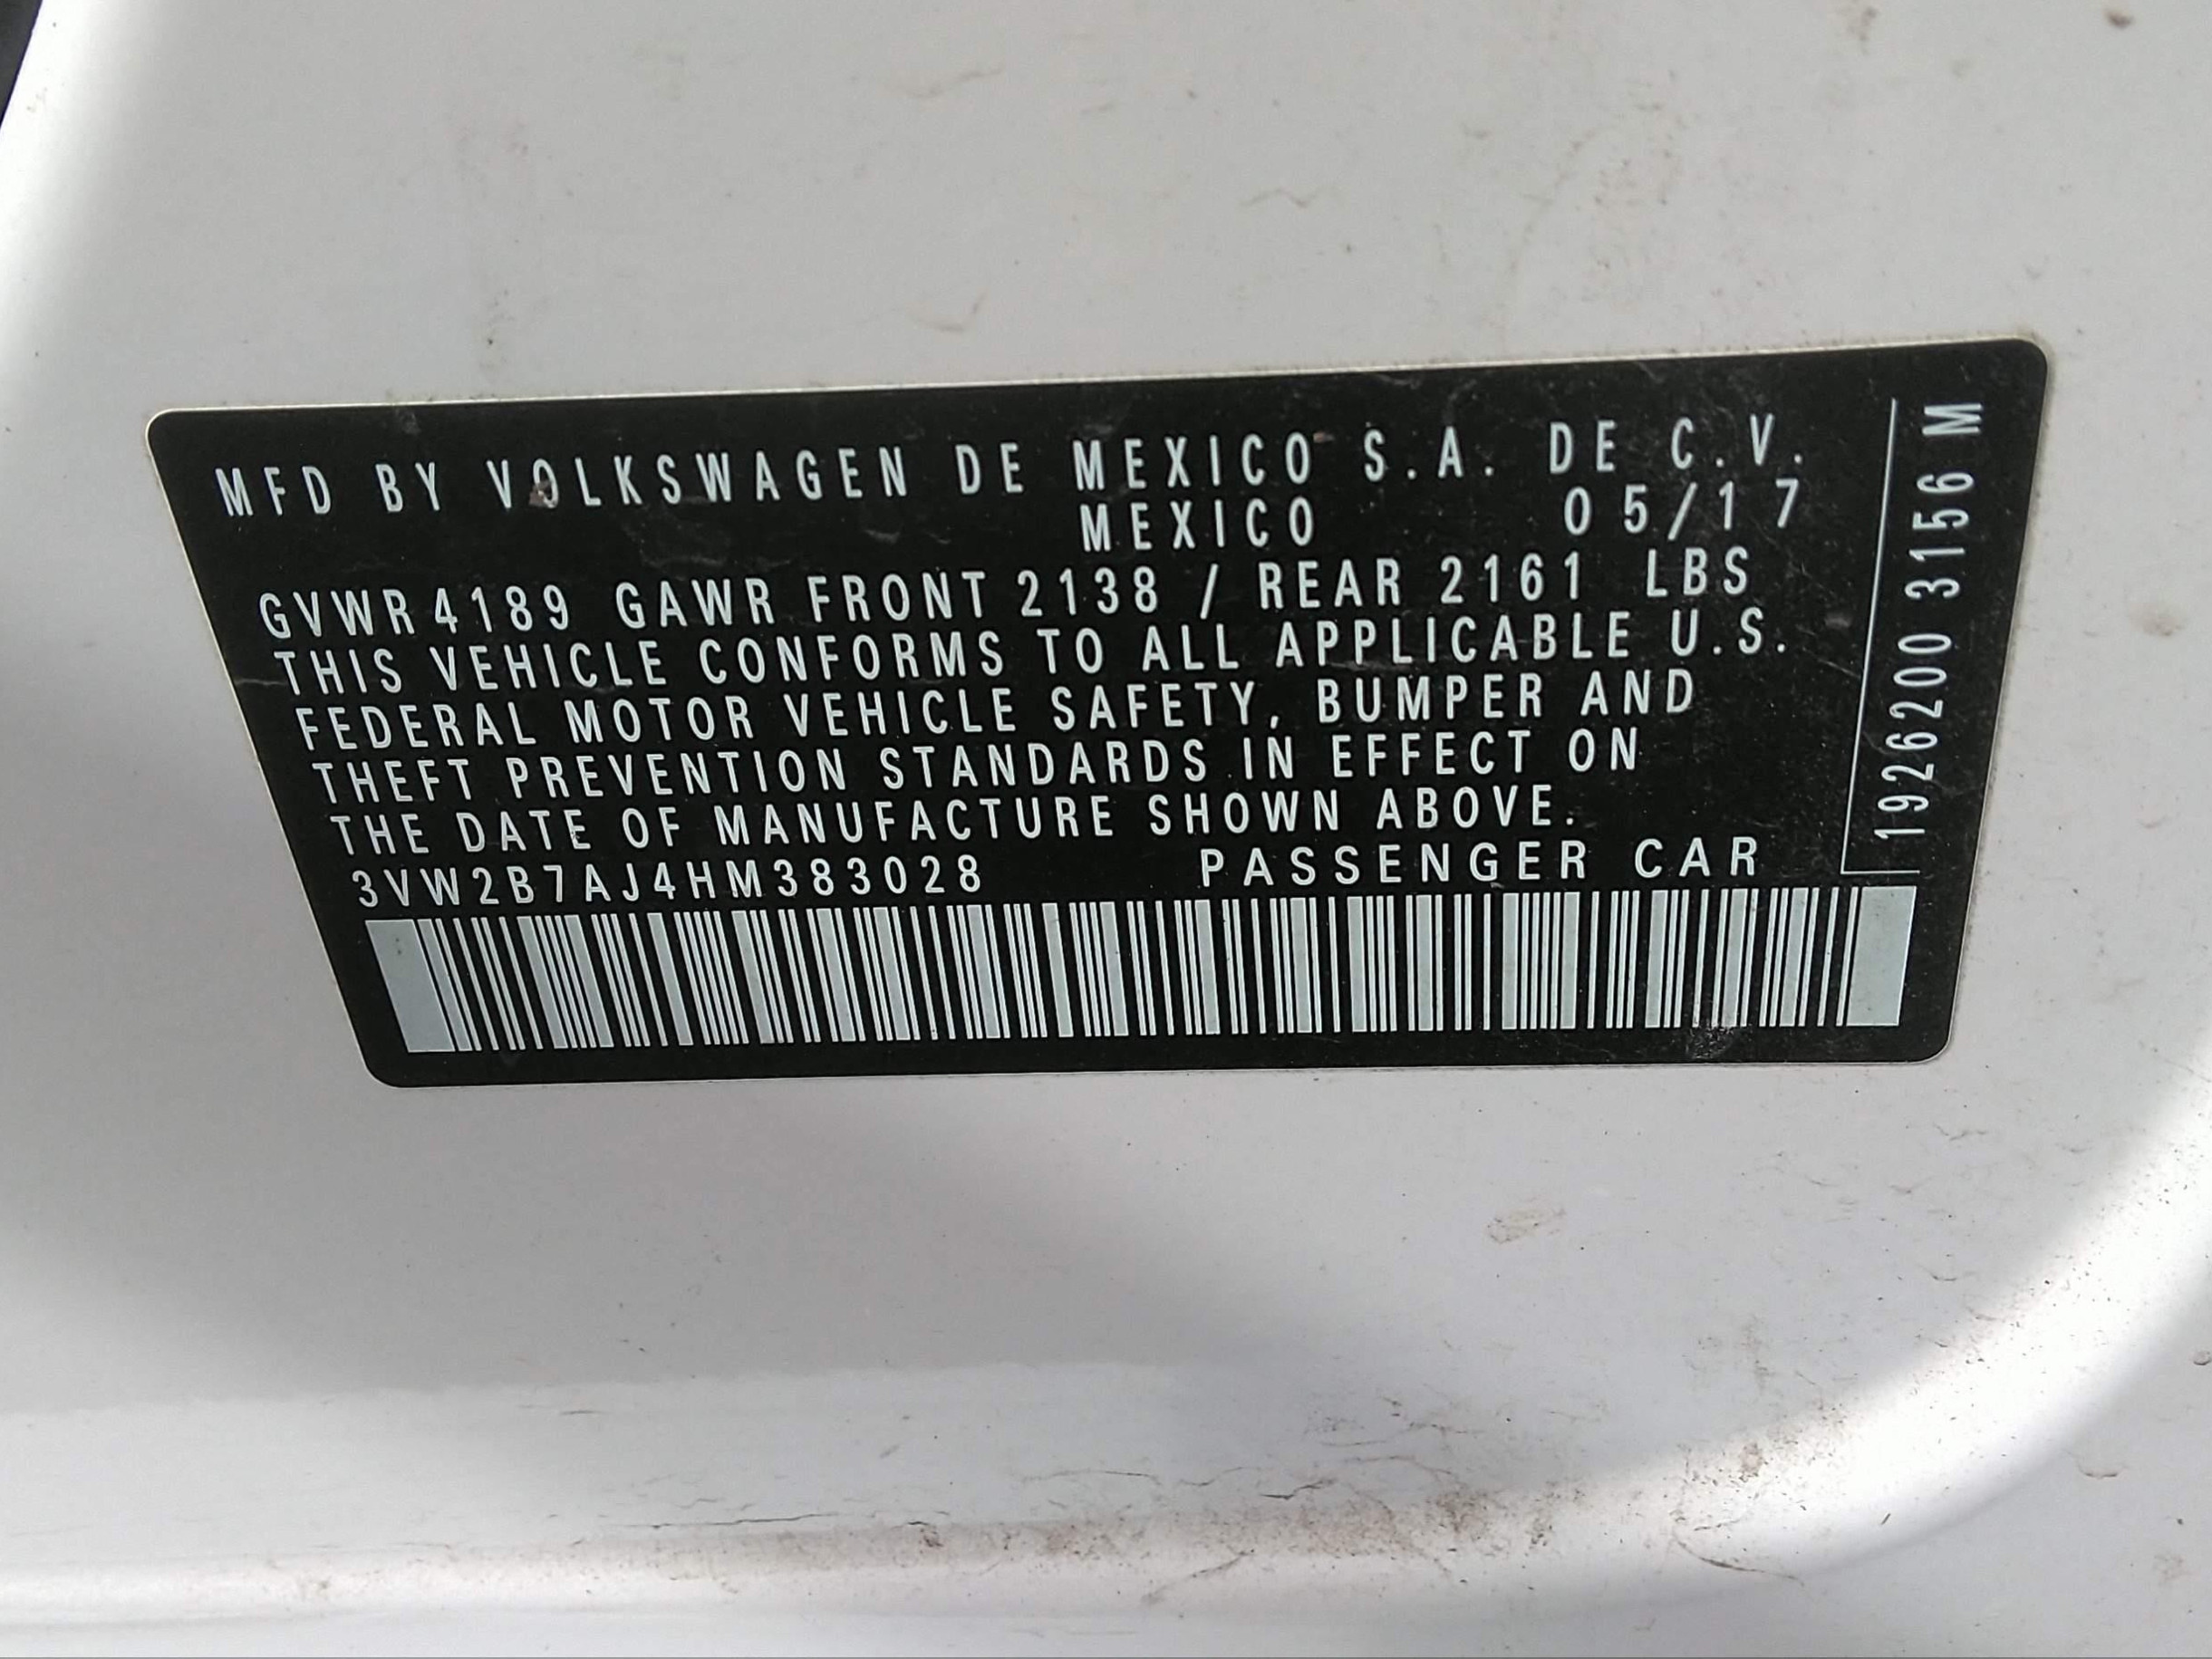 MFD BY VOLKSWAGEN DE MEXICO S.A. DE C.V.
MEXICO 05/17
GVWR 4189 GAWR FRONT 2138 / REAR 2161 LBS
THIS VEHICLE CONFORMS TO ALL APPLICABLE U.S.
FEDERAL MOTOR VEHICLE SAFETY, BUMPER AND
THEFT PREVENTION STANDARDS IN EFFECT ON
THE DATE OF MANUFACTURE SHOWN ABOVE.
3VW2B7AJ4HM383028 PASSENGER CAR
1926200 3156 M